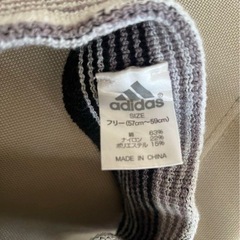 adidas
SIZE
フリー(57cm～59cm)
綿 63%
ナイロン 22%
ポリエステル 15%
MADE IN CHINA